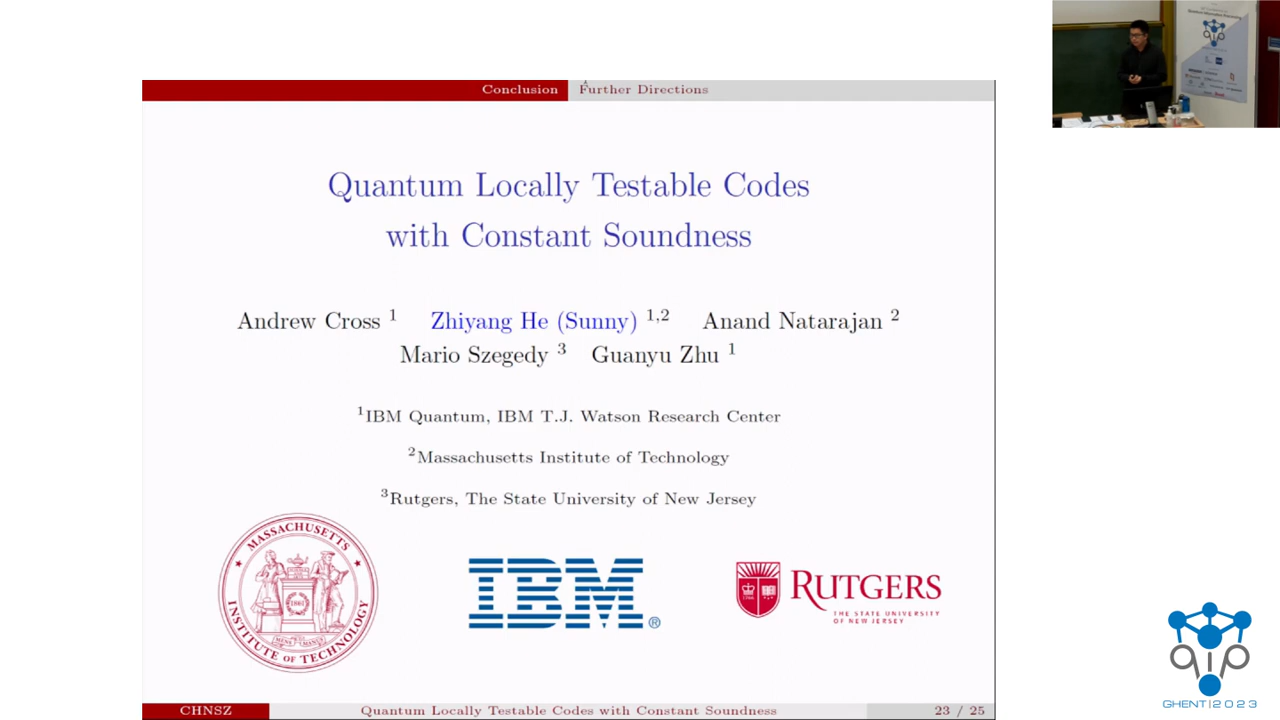 Conclusion Further Directions
Quantum Locally Testable Codes
with Constant Soundness
Andrew Cross 1 Zhiyang He (Sunny) 1,2 Anand Natarajan 2
Mario Szegedy 3 Guanyu Zhu 1
1IBM Quantum, IBM T.J. Watson Research Center
2Massachusetts Institute of Technology
3Rutgers, The State University of New Jersey
MASSACHUSETTS
INSTITUTE OF TECHNOLOGY
IBM®
RUTGERS
THE STATE UNIVERSITY
OF NEW JERSEY
CHNSZ Quantum Locally Testable Codes with Constant Soundness 23 / 25
qip
GHENT|2023